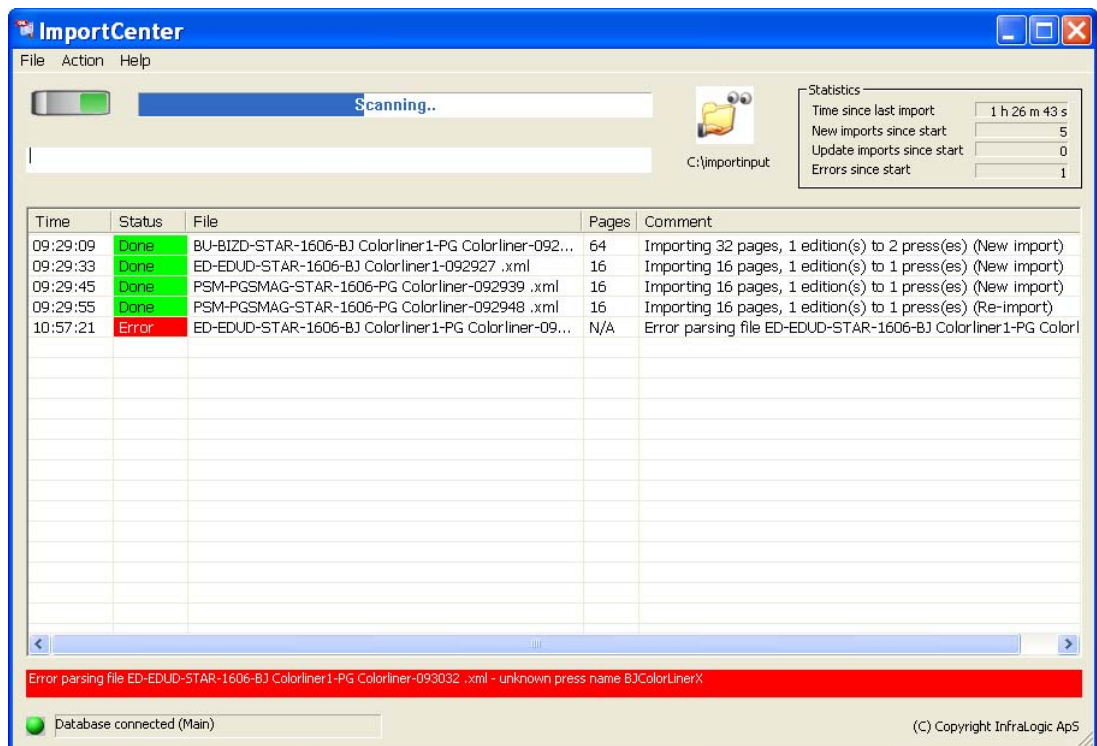 ImportCenter
File Action Help
Scanning..
C:\importinput
Statistics
Time since last import 1 h 26 m 43 s
New imports since start 5
Update imports since start 0
Errors since start 1
Time Status File Pages Comment
09:29:09 Done BU-BIZD-STAR-1606-BJ Colorliner1-PG Colorliner-092... 64 Importing 32 pages, 1 edition(s) to 2 press(es) (New import)
09:29:33 Done ED-EDUD-STAR-1606-BJ Colorliner1-092927 .xml 16 Importing 16 pages, 1 edition(s) to 1 press(es) (New import)
09:29:45 Done PSM-PGSMAG-STAR-1606-PG Colorliner-092939 .xml 16 Importing 16 pages, 1 edition(s) to 1 press(es) (New import)
09:29:55 Done PSM-PGSMAG-STAR-1606-PG Colorliner-092948 .xml 16 Importing 16 pages, 1 edition(s) to 1 press(es) (Re-import)
10:57:21 Error ED-EDUD-STAR-1606-BJ Colorliner1-PG Colorliner-09... N/A Error parsing file ED-EDUD-STAR-1606-BJ Colorliner1-PG Colorl
Error parsing file ED-EDUD-STAR-1606-BJ Colorliner1-PG Colorliner-093032 .xml - unknown press name BJColorLinerX
Database connected (Main)
(C) Copyright InfraLogic ApS